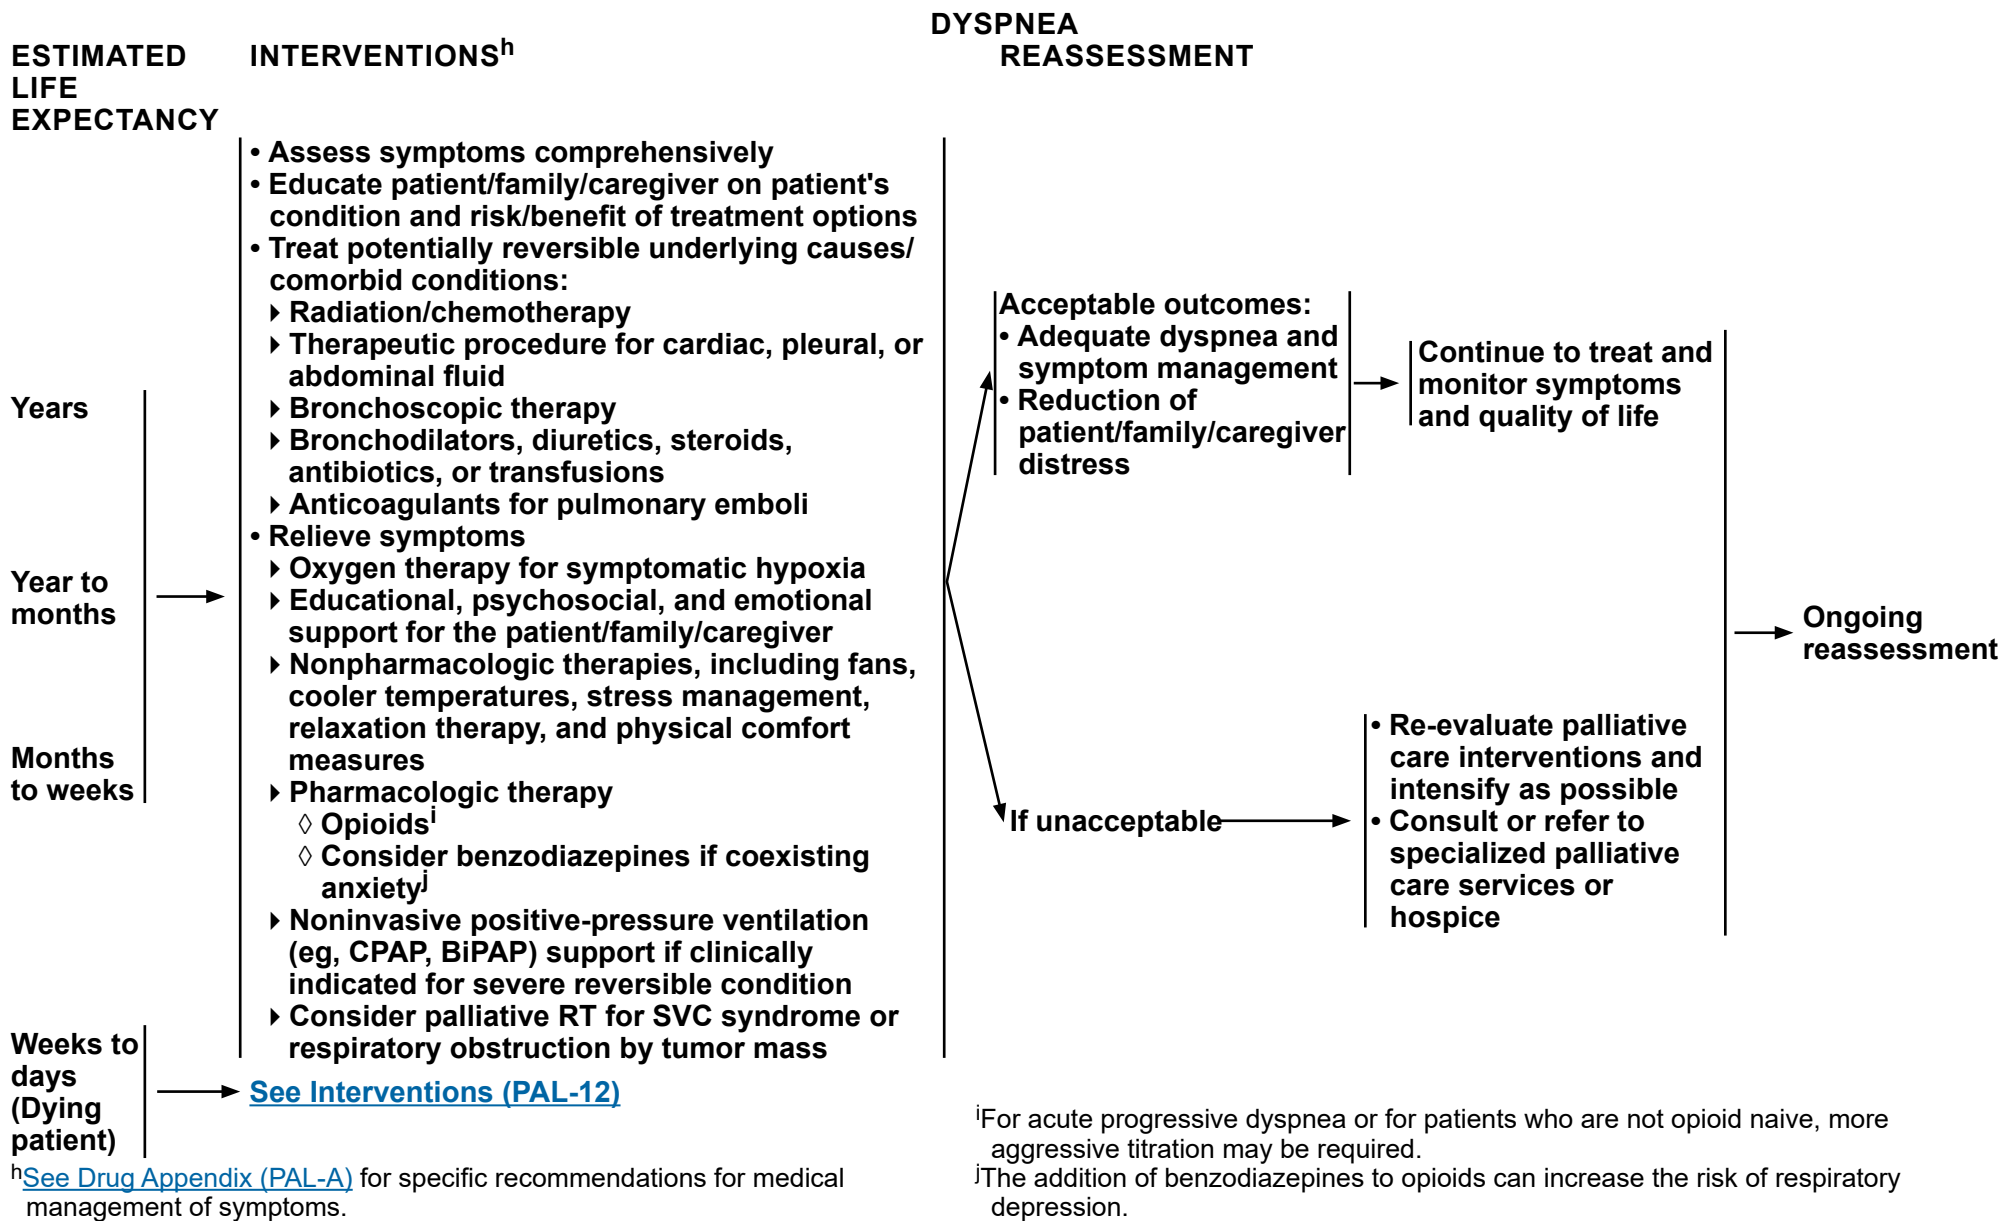 DYSPNEA
ESTIMATED
LIFE
EXPECTANCY
INTERVENTIONSʰ
REASSESSMENT
Years
Year to
months
Months
to weeks
• Assess symptoms comprehensively
• Educate patient/family/caregiver on patient's
condition and risk/benefit of treatment options
• Treat potentially reversible underlying causes/
comorbid conditions:
▸ Radiation/chemotherapy
▸ Therapeutic procedure for cardiac, pleural, or
abdominal fluid
▸ Bronchoscopic therapy
▸ Bronchodilators, diuretics, steroids,
antibiotics, or transfusions
▸ Anticoagulants for pulmonary emboli
• Relieve symptoms
▸ Oxygen therapy for symptomatic hypoxia
▸ Educational, psychosocial, and emotional
support for the patient/family/caregiver
▸ Nonpharmacologic therapies, including fans,
cooler temperatures, stress management,
relaxation therapy, and physical comfort
measures
▸ Pharmacologic therapy
◊ Opioidsⁱ
◊ Consider benzodiazepines if coexisting
anxietyʲ
▸ Noninvasive positive-pressure ventilation
(eg, CPAP, BiPAP) support if clinically
indicated for severe reversible condition
▸ Consider palliative RT for SVC syndrome or
respiratory obstruction by tumor mass
Acceptable outcomes:
• Adequate dyspnea and
symptom management
• Reduction of
patient/family/caregiver
distress
Continue to treat and
monitor symptoms
and quality of life
If unacceptable
• Re-evaluate palliative
care interventions and
intensify as possible
• Consult or refer to
specialized palliative
care services or
hospice
Ongoing
reassessment
Weeks to
days
(Dying
patient)
See Interventions (PAL-12)
ʰSee Drug Appendix (PAL-A) for specific recommendations for medical
management of symptoms.
ⁱFor acute progressive dyspnea or for patients who are not opioid naive, more
aggressive titration may be required.
ʲThe addition of benzodiazepines to opioids can increase the risk of respiratory
depression.